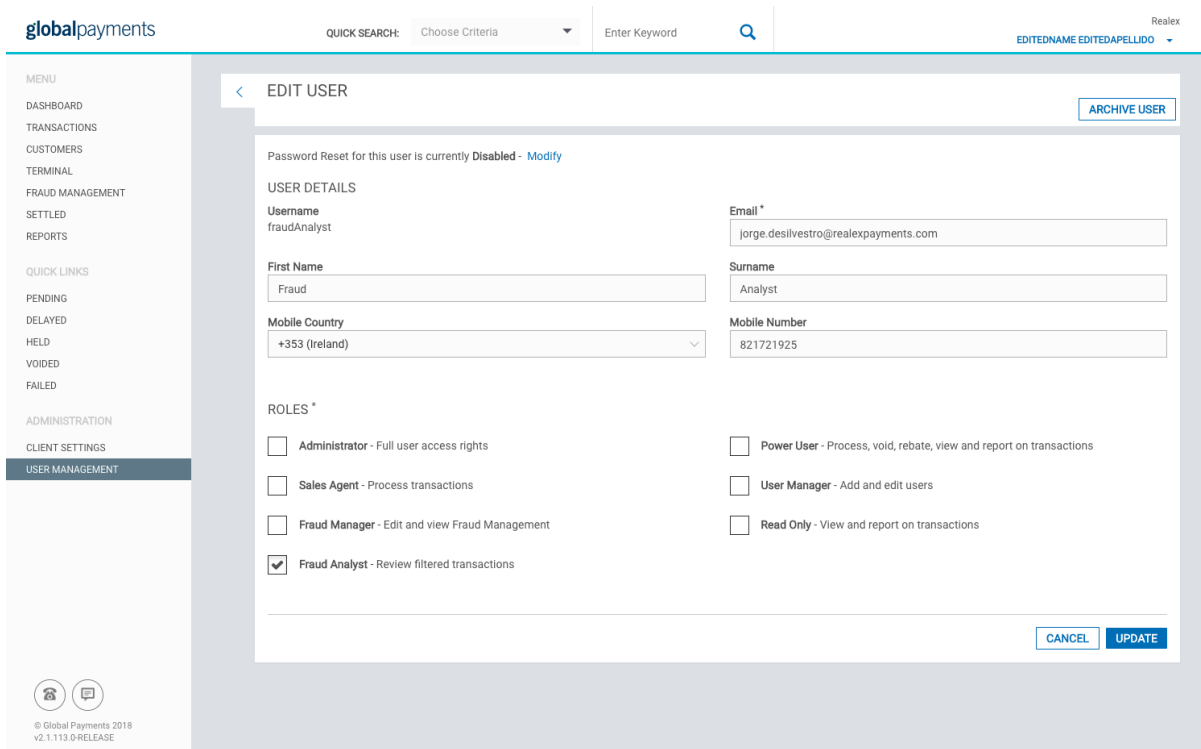 globalpayments
QUICK SEARCH: Choose Criteria Enter Keyword
Realex
EDITEDNAME EDITEDAPELLIDO
MENU
DASHBOARD
TRANSACTIONS
CUSTOMERS
TERMINAL
FRAUD MANAGEMENT
SETTLED
REPORTS
QUICK LINKS
PENDING
DELAYED
HELD
VOIDED
FAILED
ADMINISTRATION
CLIENT SETTINGS
USER MANAGEMENT
© Global Payments 2018
v2.1.113.0-RELEASE
< EDIT USER
ARCHIVE USER
Password Reset for this user is currently Disabled - Modify
USER DETAILS
Username
fraudAnalyst
Email *
jorge.desilvestro@realexpayments.com
First Name
Fraud
Surname
Analyst
Mobile Country
+353 (Ireland)
Mobile Number
821721925
ROLES *
Administrator - Full user access rights
Power User - Process, void, rebate, view and report on transactions
Sales Agent - Process transactions
User Manager - Add and edit users
Fraud Manager - Edit and view Fraud Management
Read Only - View and report on transactions
Fraud Analyst - Review filtered transactions
CANCEL UPDATE